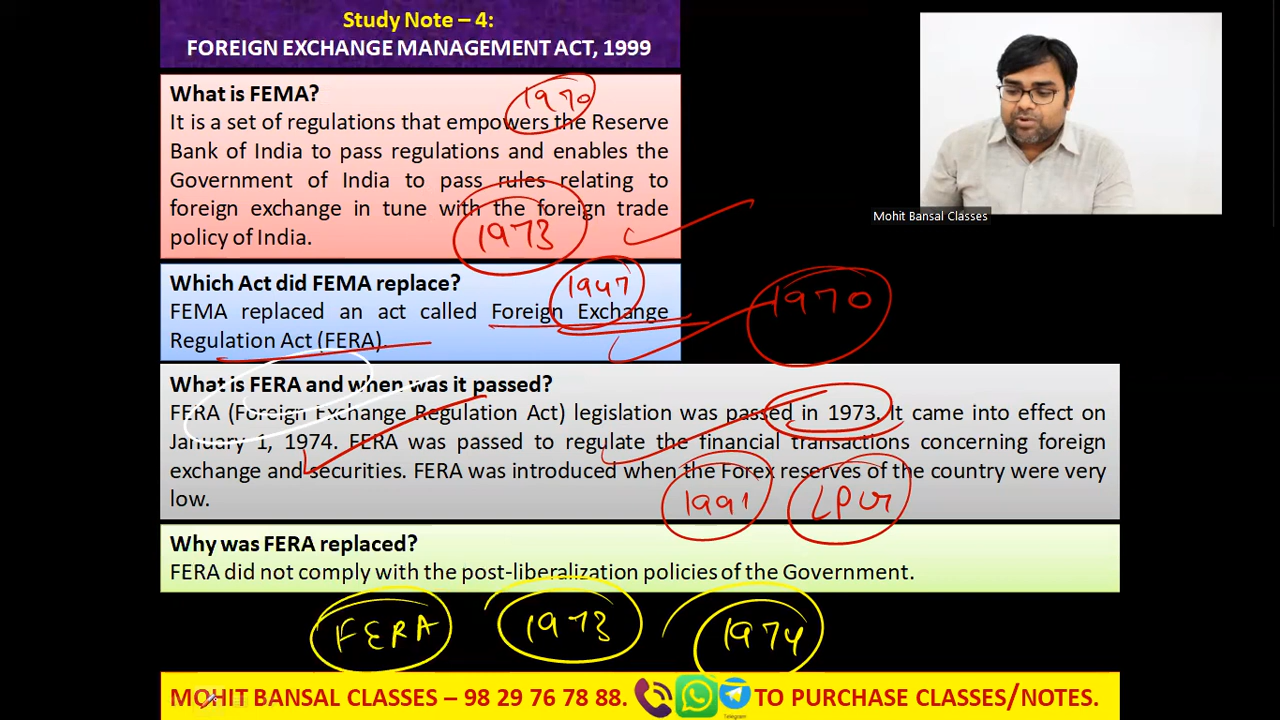 Study Note – 4:
FOREIGN EXCHANGE MANAGEMENT ACT, 1999
What is FEMA?
1970
It is a set of regulations that empowers the Reserve
Bank of India to pass regulations and enables the
Government of India to pass rules relating to
foreign exchange in tune with the foreign trade
policy of India.
1973
Mohit Bansal Classes
Which Act did FEMA replace?
1947
FEMA replaced an act called Foreign Exchange
Regulation Act (FERA).
1970
What is FERA and when was it passed?
FERA (Foreign Exchange Regulation Act) legislation was passed in 1973. It came into effect on
January 1, 1974. FERA was passed to regulate the financial transactions concerning foreign
exchange and securities. FERA was introduced when the Forex reserves of the country were very
low.
1991
Why was FERA replaced?
FERA did not comply with the post-liberalization policies of the Government.
FERA 1973 1974
MOHIT BANSAL CLASSES – 98 29 76 78 88. TO PURCHASE CLASSES/NOTES.
Telegram